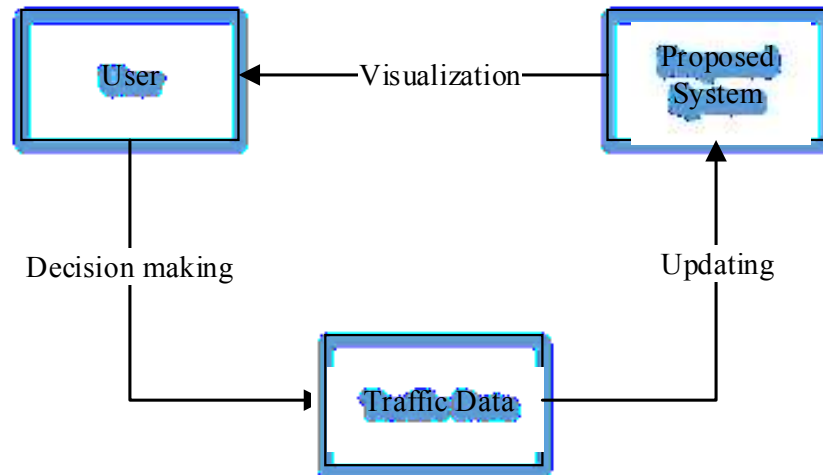 User
Visualization
Proposed
System
Decision making
Updating
Traffic Data